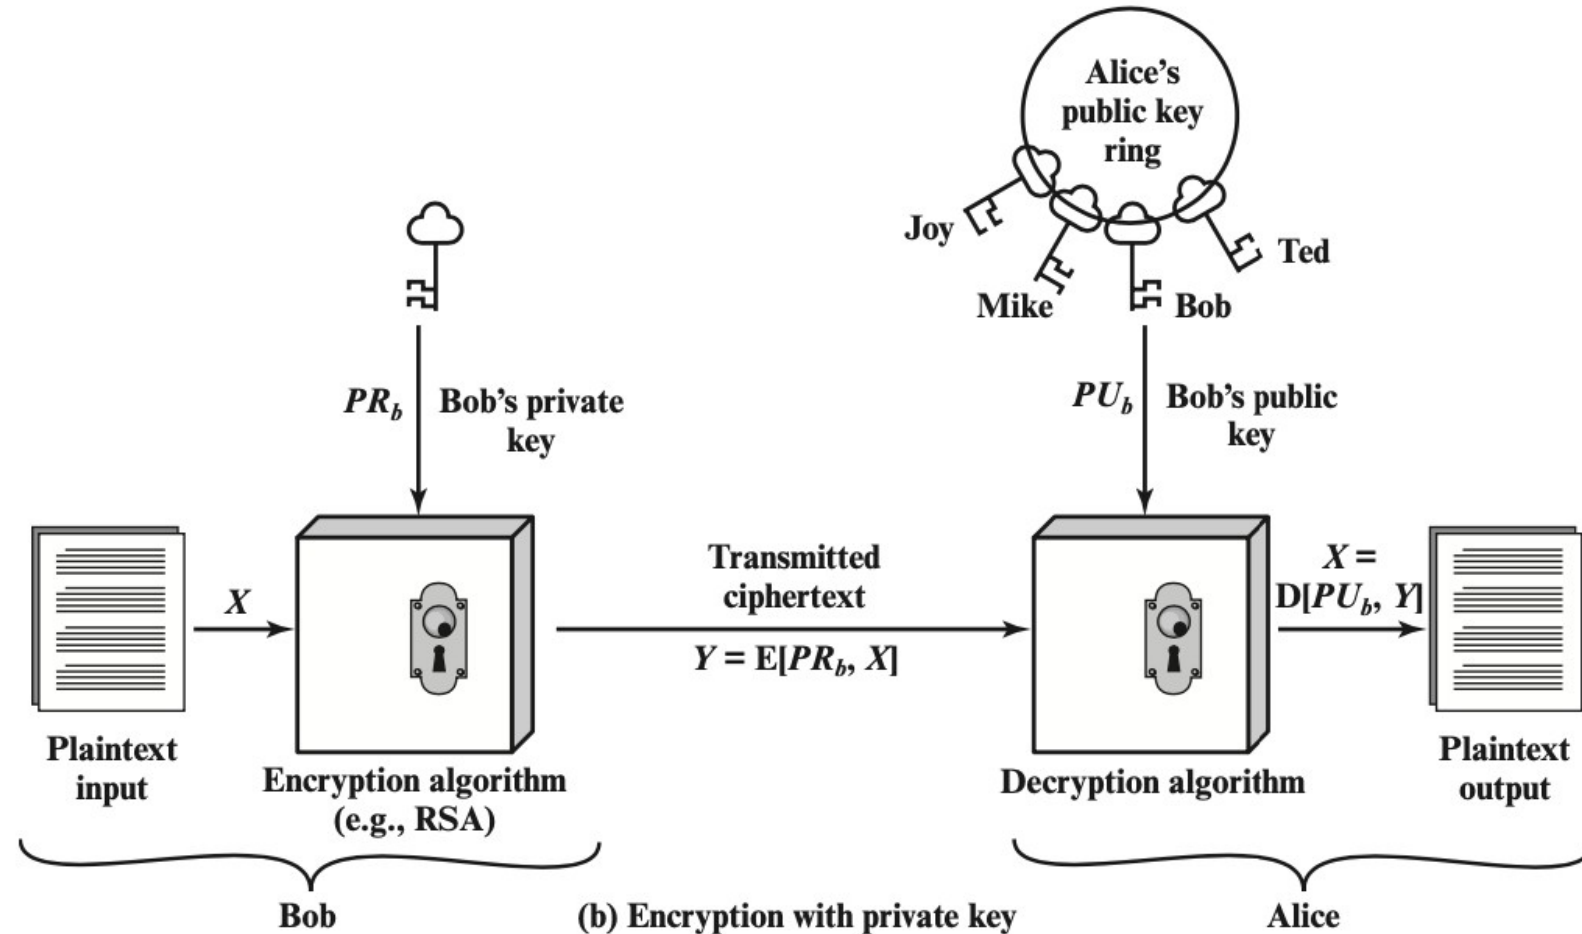 Alice's
public key
ring
Joy
Mike
Bob
Ted
PR_b
Bob's private
key
PU_b
Bob's public
key
X
Transmitted
ciphertext
Y = E[PR_b, X]
X =
D[PU_b, Y]
Plaintext
input
Encryption algorithm
(e.g., RSA)
Decryption algorithm
Plaintext
output
Bob
(b) Encryption with private key
Alice